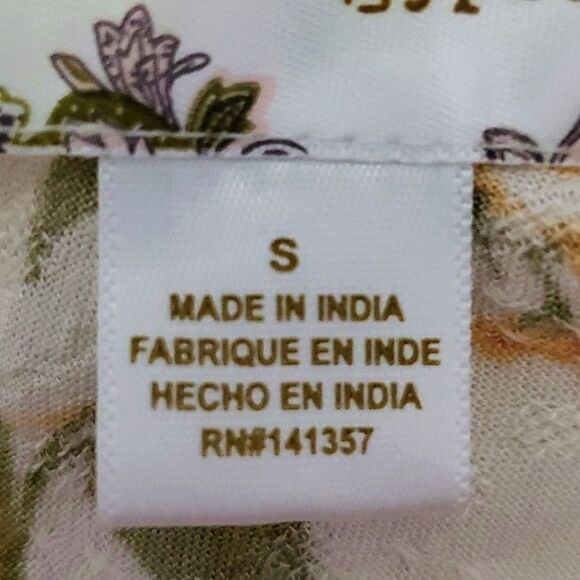 S
MADE IN INDIA
FABRIQUE EN INDE
HECHO EN INDIA
RN#141357